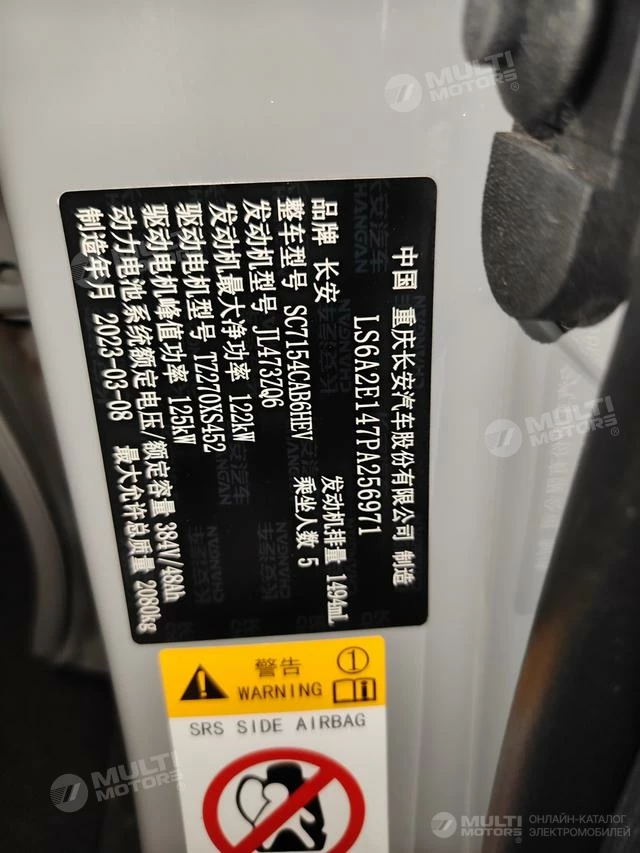 中国 重庆长安汽车股份有限公司 制造
LS6A2E147PA256971
品牌 长安 发动机排量 1494mL
整车型号 SC7154CAB6HEV 乘坐人数 5
发动机型号 JL473ZQ6
发动机最大净功率 122kW
驱动电机型号 TZ270XS452
驱动电机峰值功率 125kW
动力电池系统额定电压/额定容量 384V/48Ah
制造年月 2023-03-08 最大允许总质量 2080kg
长安汽车
CHANGAN
警告 ①
WARNING
SRS SIDE AIRBAG
MULTI
MOTORS®
MULTI
MOTORS®
MULTI
MOTORS®
MULTI
MOTORS®
ОНЛАЙН-КАТАЛОГ
ЭЛЕКТРОМОБИЛЕЙ